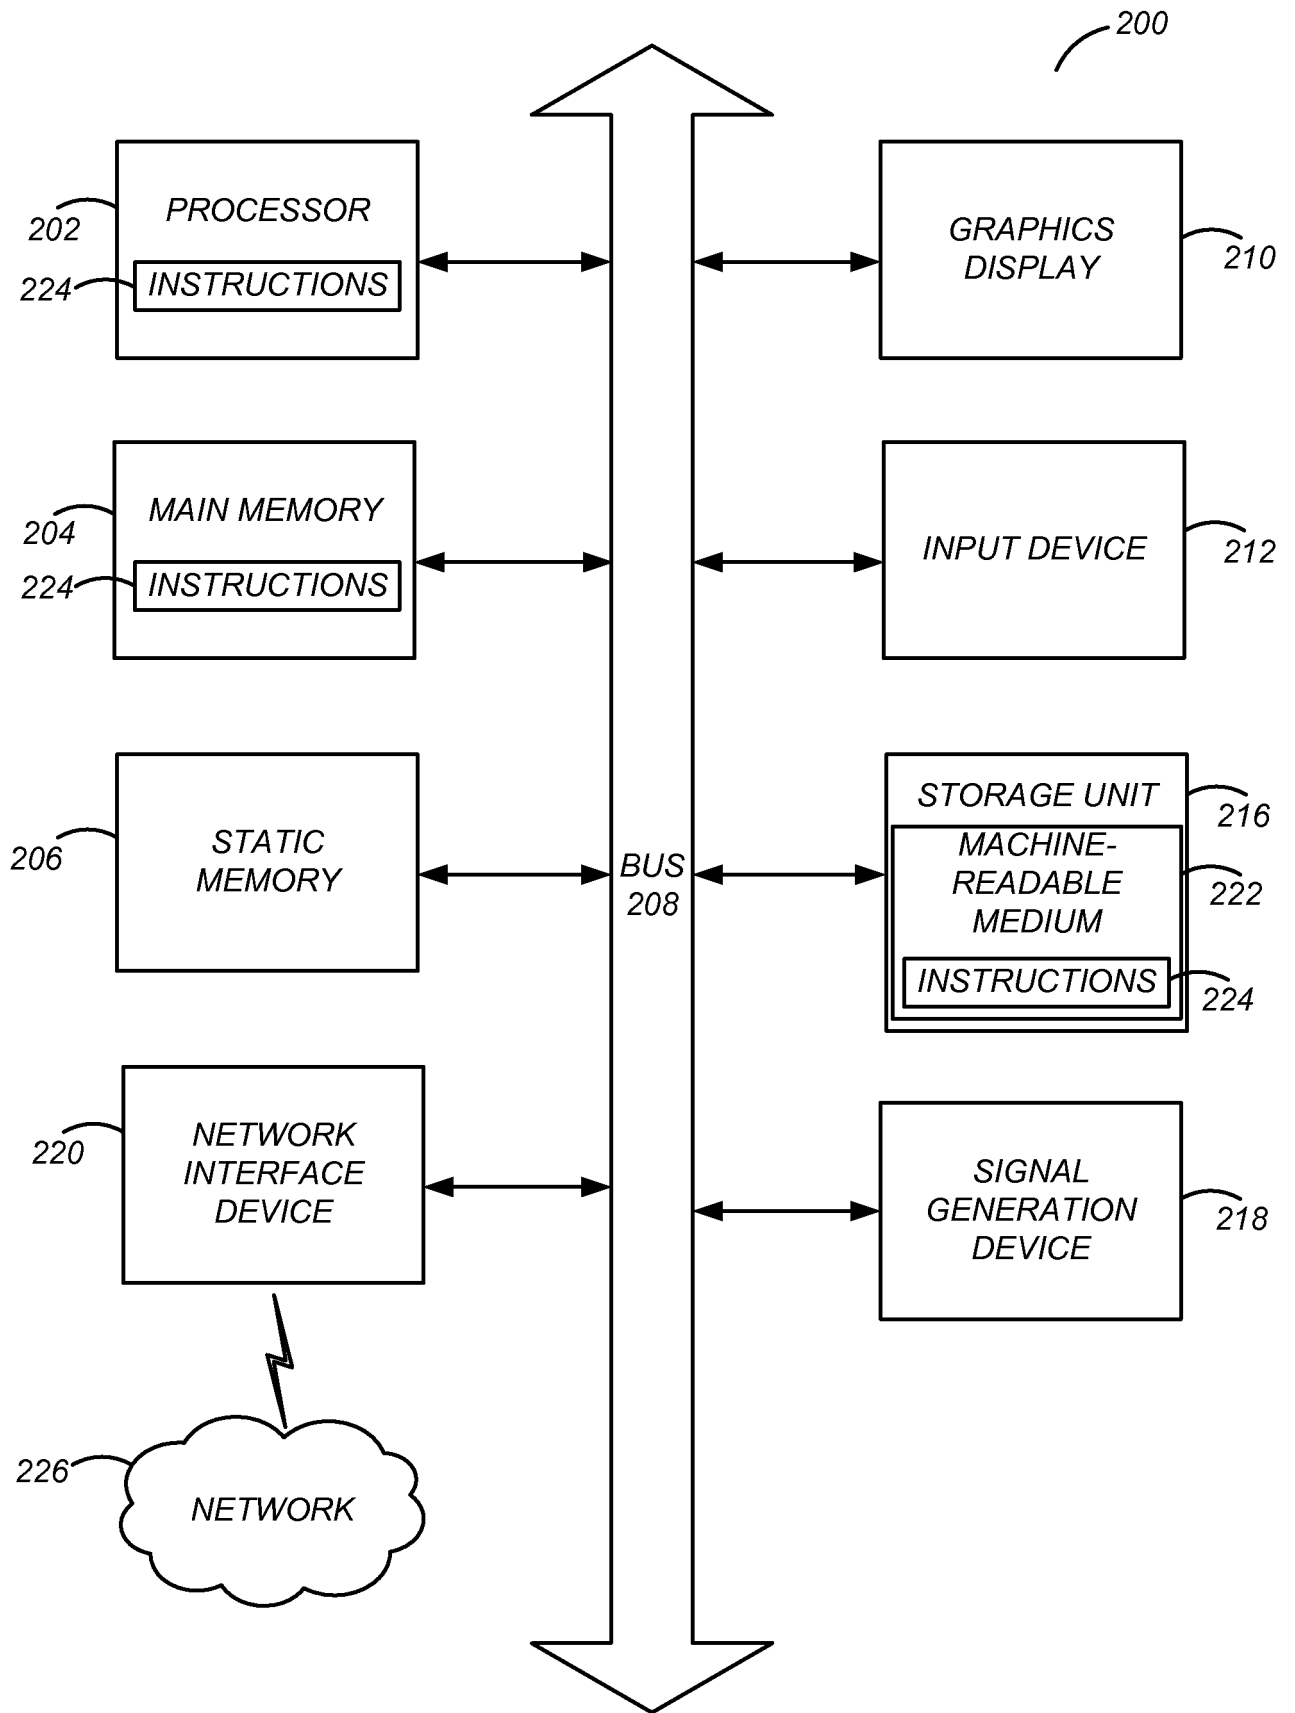 200
PROCESSOR
202
224
INSTRUCTIONS
GRAPHICS
DISPLAY
210
MAIN MEMORY
204
224
INSTRUCTIONS
INPUT DEVICE
212
STATIC
MEMORY
206
BUS
208
STORAGE UNIT
216
MACHINE-
READABLE
MEDIUM
222
INSTRUCTIONS
224
NETWORK
INTERFACE
DEVICE
220
SIGNAL
GENERATION
DEVICE
218
226
NETWORK